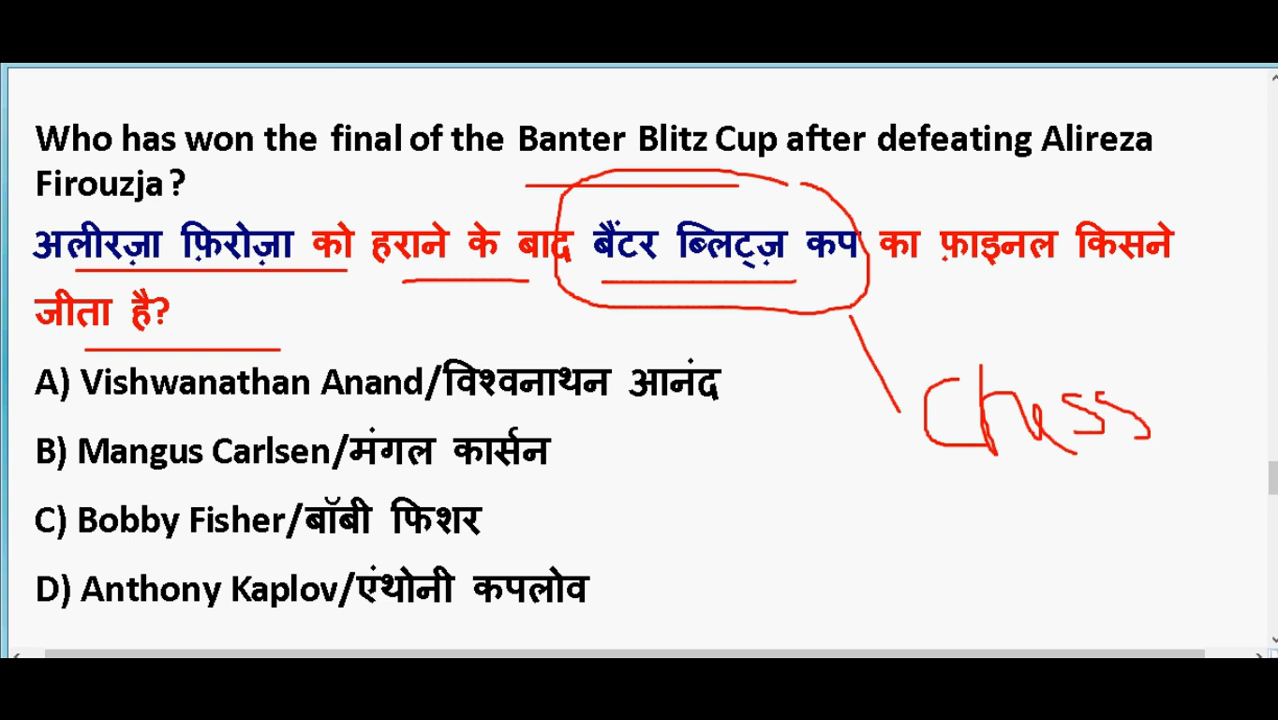 Who has won the final of the Banter Blitz Cup after defeating Alireza
Firouzja?
अलीरज़ा फ़िरोज़ा को हराने के बाद बैंटर ब्लिट्ज़ कप का फ़ाइनल किसने
जीता है?
A) Vishwanathan Anand/विश्वनाथन आनंद
B) Mangus Carlsen/मंगल कार्सन
Chess
C) Bobby Fisher/बॉबी फिशर
D) Anthony Kaplov/एंथोनी कपलोव